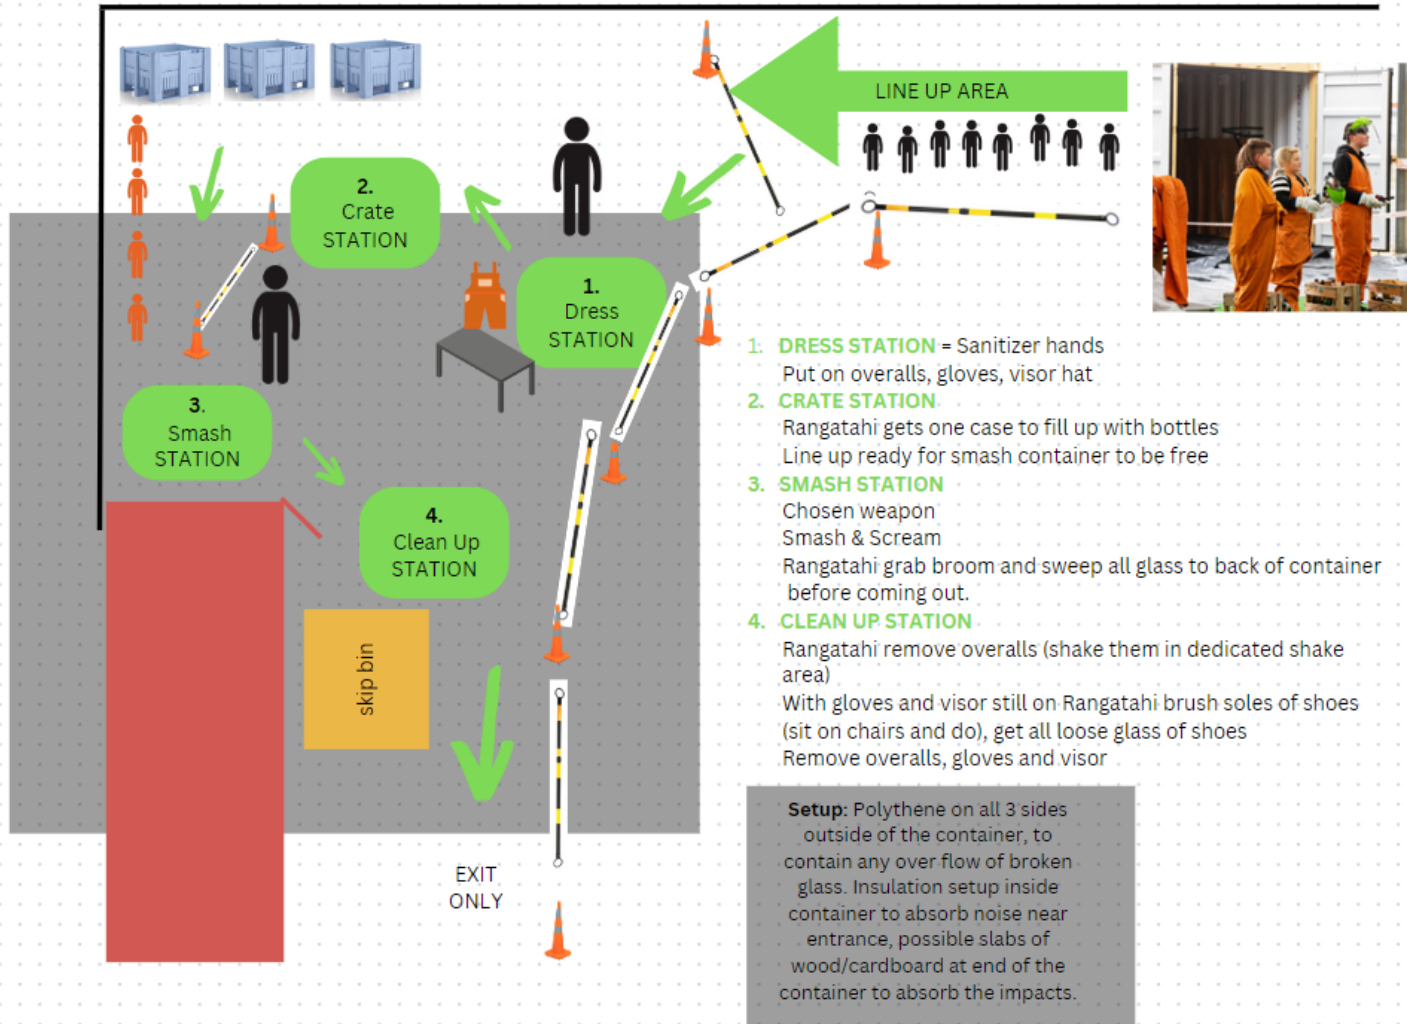 LINE UP AREA
2.
Crate
STATION
1.
Dress
STATION
3.
Smash
STATION
4.
Clean Up
STATION
skip bin
EXIT
ONLY
1. DRESS STATION = Sanitizer hands
Put on overalls, gloves, visor hat
2. CRATE STATION
Rangatahi gets one case to fill up with bottles
Line up ready for smash container to be free
3. SMASH STATION
Chosen weapon
Smash & Scream
Rangatahi grab broom and sweep all glass to back of container
before coming out.
4. CLEAN UP STATION
Rangatahi remove overalls (shake them in dedicated shake
area)
With gloves and visor still on Rangatahi brush soles of shoes
(sit on chairs and do), get all loose glass of shoes
Remove overalls, gloves and visor
Setup: Polythene on all 3 sides
outside of the container, to
contain any over flow of broken
glass. Insulation setup inside
container to absorb noise near
entrance, possible slabs of
wood/cardboard at end of the
container to absorb the impacts.